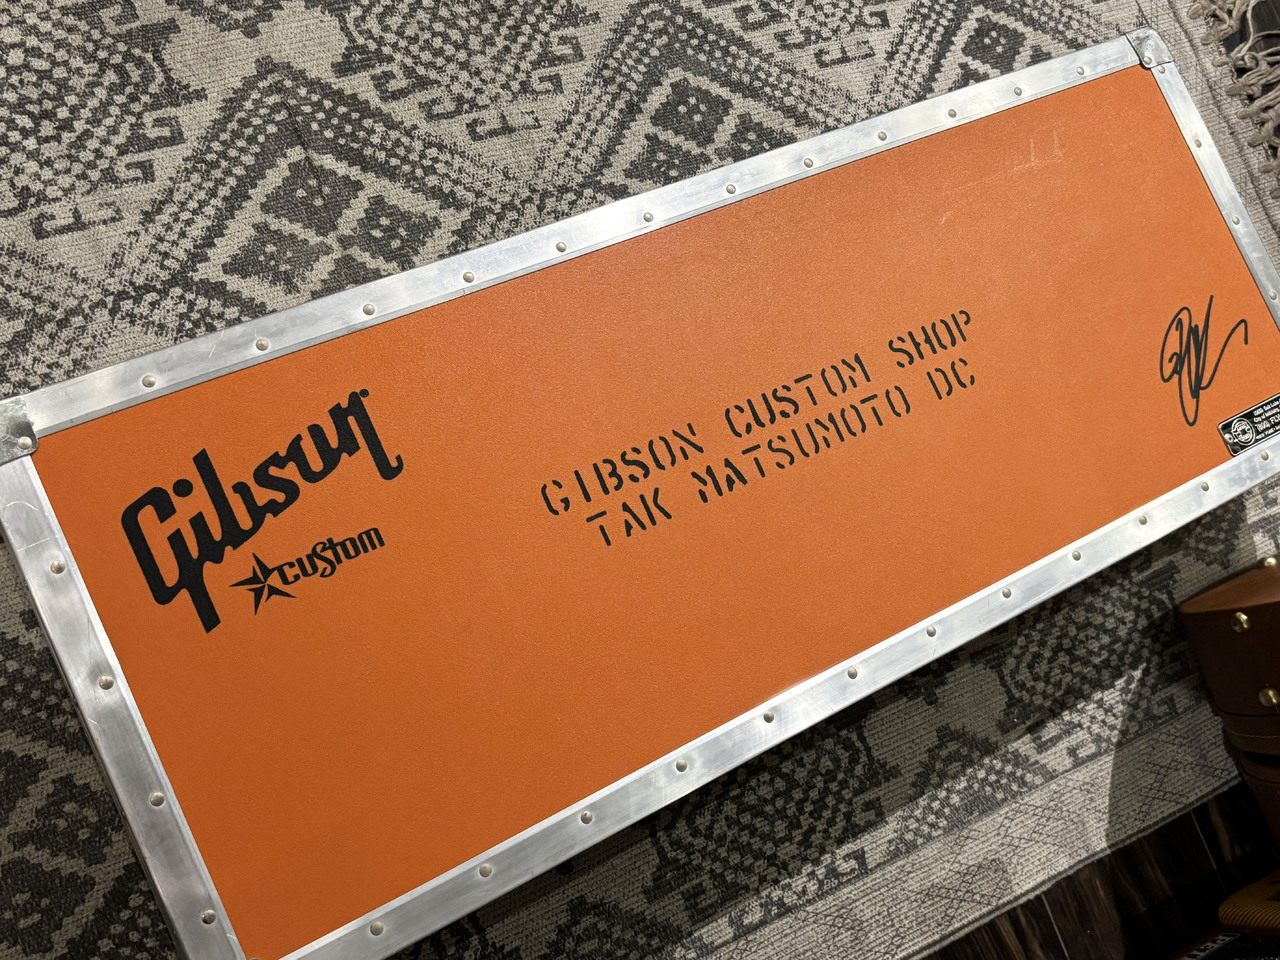 Gibson
custom
GIBSON CUSTOM SHOP
TAK MATSUMOTO DC